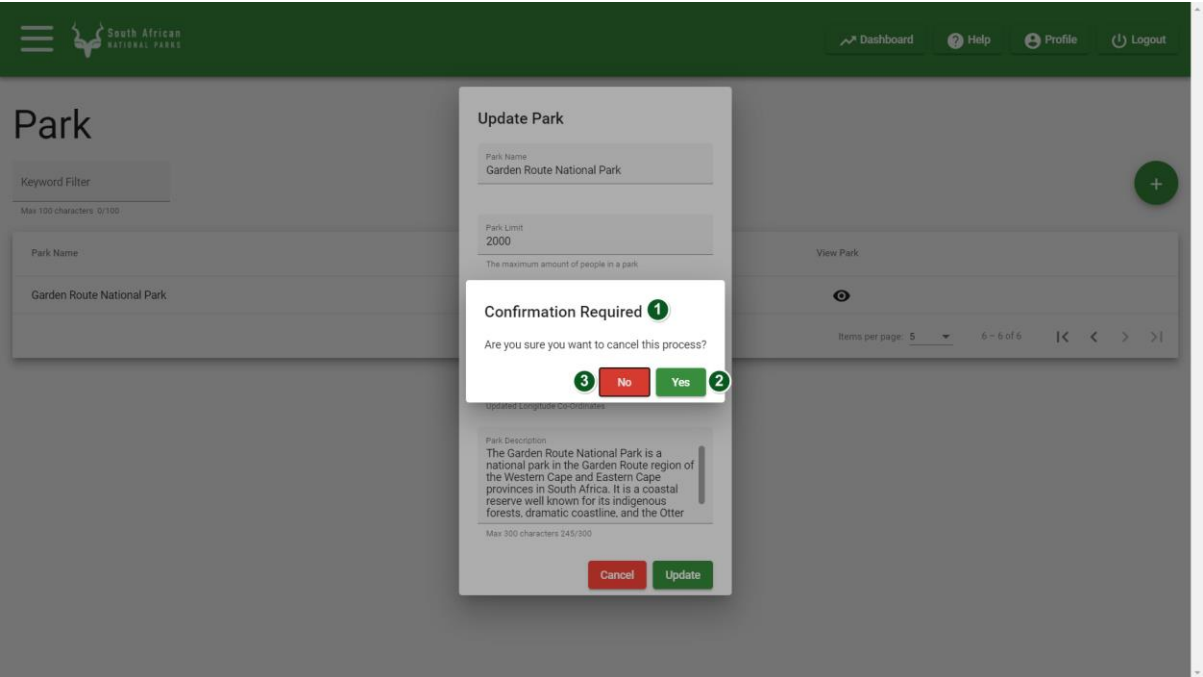 South African
NATIONAL PARKS
Dashboard
Help
Profile
Logout
Park
Keyword Filter
Max 100 characters 0/100
Park Name
View Park
Garden Route National Park
Items per page: 5
6 – 6 of 6
Update Park
Park Name
Garden Route National Park
Park Limit
2000
The maximum amount of people in a park
Confirmation Required 1
Are you sure you want to cancel this process?
3 No Yes 2
Updated Longitude Co-Ordinates
Park Description
The Garden Route National Park is a
national park in the Garden Route region of
the Western Cape and Eastern Cape
provinces in South Africa. It is a coastal
reserve well known for its indigenous
forests, dramatic coastline, and the Otter
Max 300 characters 245/300
Cancel Update